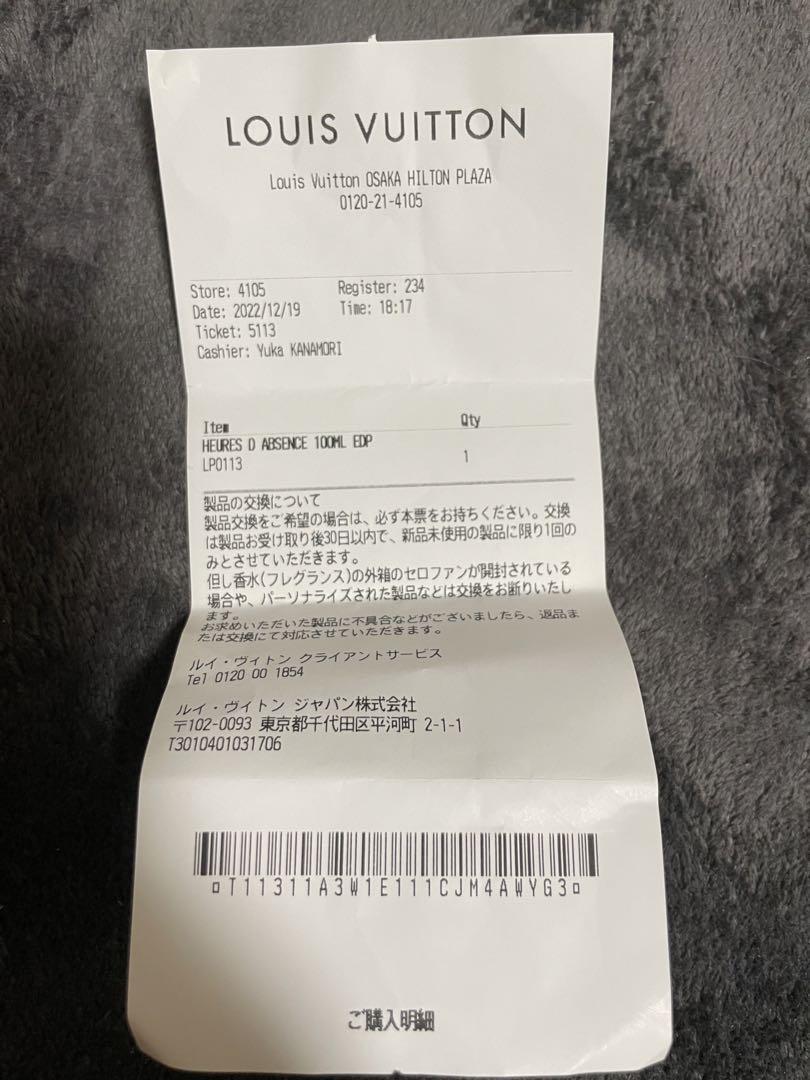 LOUIS VUITTON
Louis Vuitton OSAKA HILTON PLAZA
0120-21-4105
Store: 4105 Register: 234
Date: 2022/12/19 Time: 18:17
Ticket: 5113
Cashier: Yuka KANAMORI
Item Qty
HEURES D ABSENCE 100ML EDP
LP0113 1
製品の交換について
製品交換をご希望の場合は、必ず本票をお持ちください。交換
は製品お受け取り後30日以内で、新品未使用の製品に限り1回の
みとさせていただきます。
但し香水(フレグランス)の外箱のセロファンが開封されている
場合や、パーソナライズされた製品などは交換をお断りいたし
ます。
お求めいただいた製品に不具合などがございましたら、返品ま
たは交換にて対応させていただきます。
ルイ・ヴィトン クライアントサービス
Tel 0120 00 1854
ルイ・ヴィトン ジャパン株式会社
〒102-0093 東京都千代田区平河町 2-1-1
T3010401031706
¤T11311A3W1E111CJM4AWYG3¤
ご購入明細